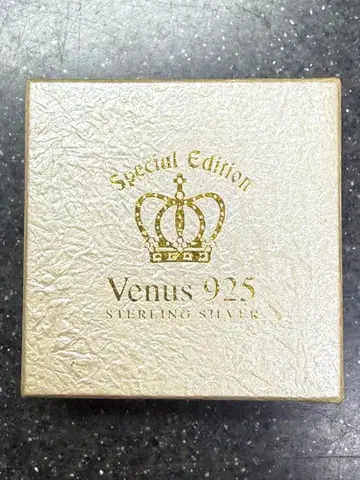 Special Edition
Venus 925
STERLING SILVER